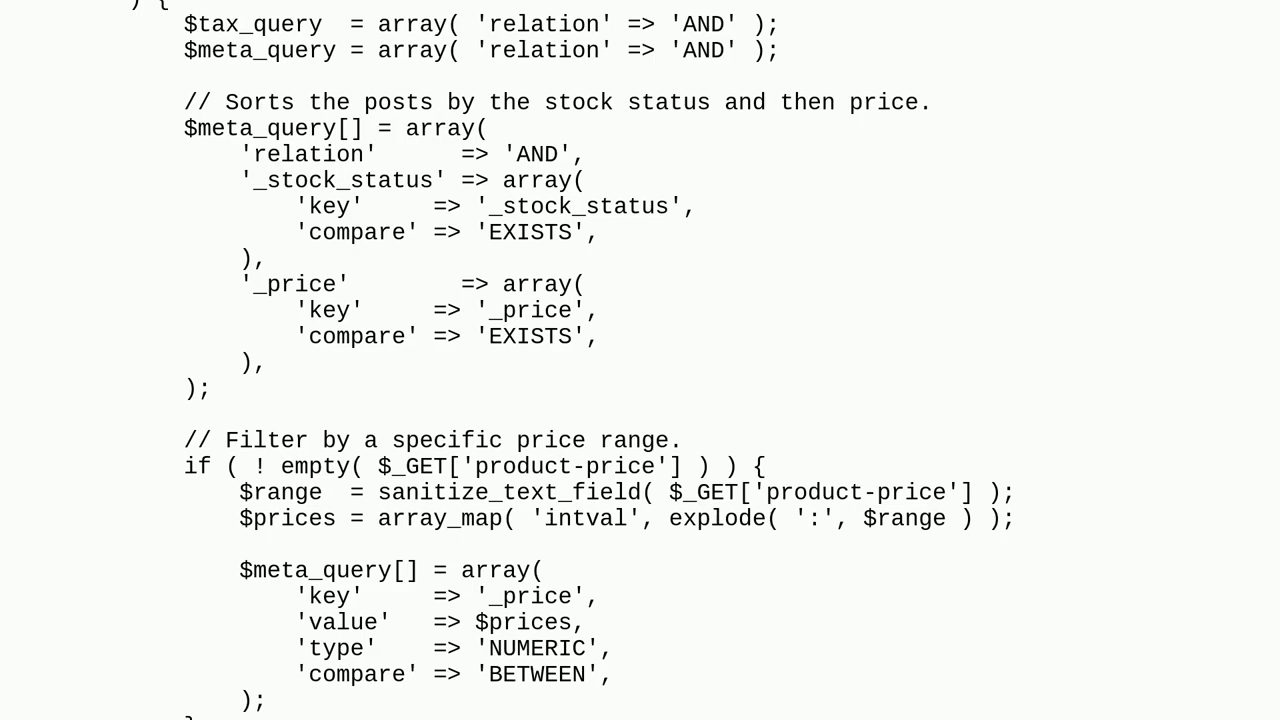 ) {
    $tax_query  = array( 'relation' => 'AND' );
    $meta_query = array( 'relation' => 'AND' );

    // Sorts the posts by the stock status and then price.
    $meta_query[] = array(
        'relation'      => 'AND',
        '_stock_status' => array(
            'key'     => '_stock_status',
            'compare' => 'EXISTS',
        ),
        '_price'        => array(
            'key'     => '_price',
            'compare' => 'EXISTS',
        ),
    );

    // Filter by a specific price range.
    if ( ! empty( $_GET['product-price'] ) ) {
        $range  = sanitize_text_field( $_GET['product-price'] );
        $prices = array_map( 'intval', explode( ':', $range ) );

        $meta_query[] = array(
            'key'     => '_price',
            'value'   => $prices,
            'type'    => 'NUMERIC',
            'compare' => 'BETWEEN',
        );
    }